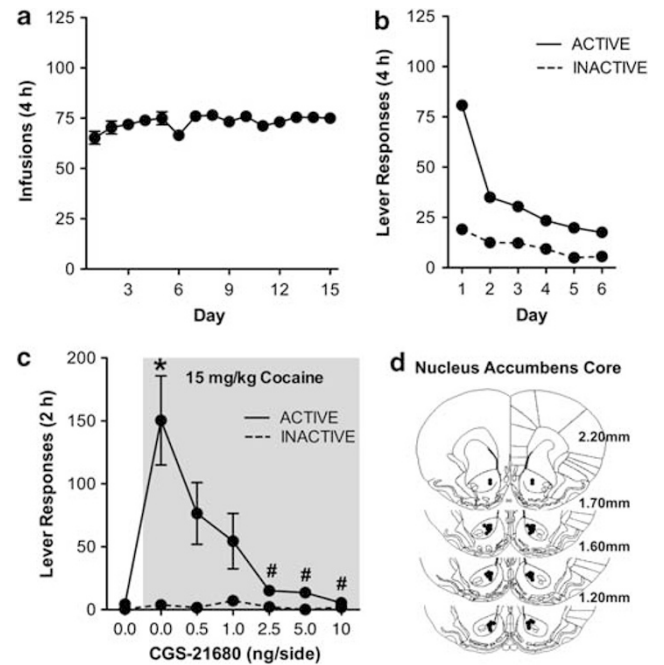 a
Infusions (4 h)
125
100
75
50
25
0
3 6 9 12 15
Day
b
Lever Responses (4 h)
125
100
75
50
25
0
ACTIVE
INACTIVE
1 2 3 4 5 6
Day
c
Lever Responses (2 h)
200
150
100
50
0
*
15 mg/kg Cocaine
ACTIVE
INACTIVE
# # #
0.0 0.0 0.5 1.0 2.5 5.0 10
CGS-21680 (ng/side)
d
Nucleus Accumbens Core
2.20mm
1.70mm
1.60mm
1.20mm